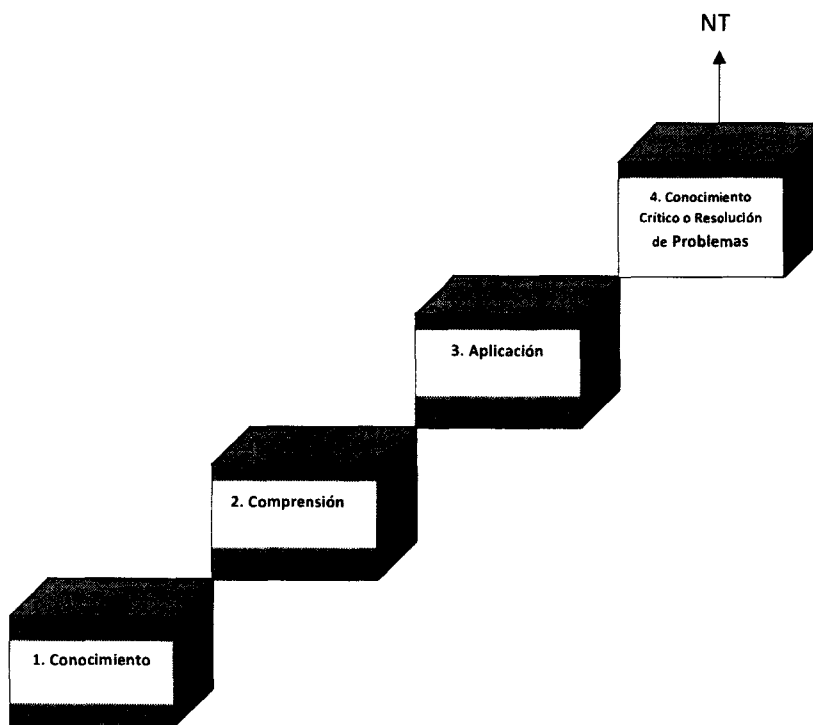 NT
4. Conocimiento
Crítico o Resolución
de Problemas
3. Aplicación
2. Comprensión
1. Conocimiento